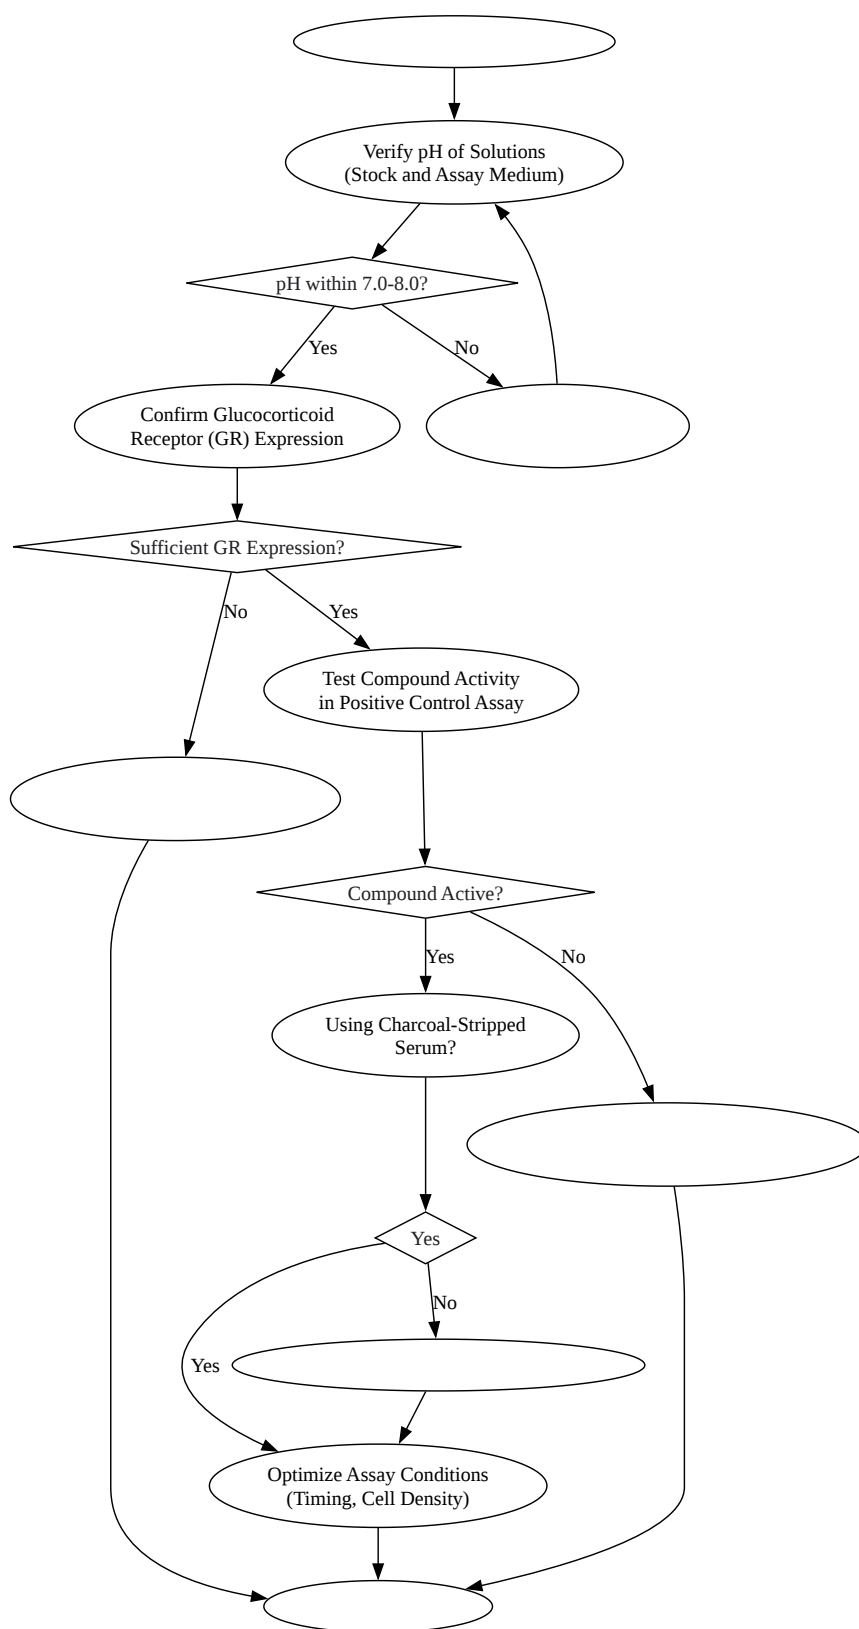 Verify pH of Solutions
(Stock and Assay Medium)
pH within 7.0-8.0?
Yes
No
Confirm Glucocorticoid
Receptor (GR) Expression
Sufficient GR Expression?
No
Yes
Test Compound Activity
in Positive Control Assay
Compound Active?
Yes
No
Using Charcoal-Stripped
Serum?
Yes
No
Yes
Optimize Assay Conditions
(Timing, Cell Density)